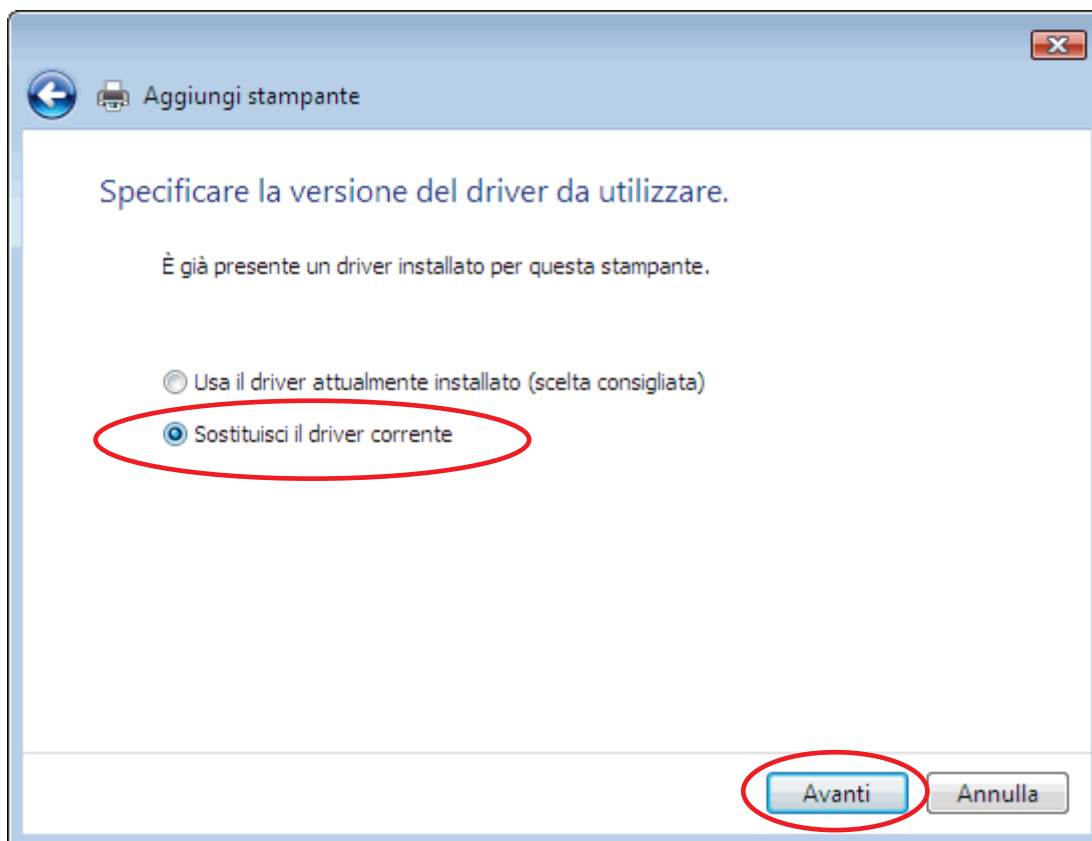 Aggiungi stampante
Specificare la versione del driver da utilizzare.
È già presente un driver installato per questa stampante.
Usa il driver attualmente installato (scelta consigliata)
Sostituisci il driver corrente
Avanti
Annulla